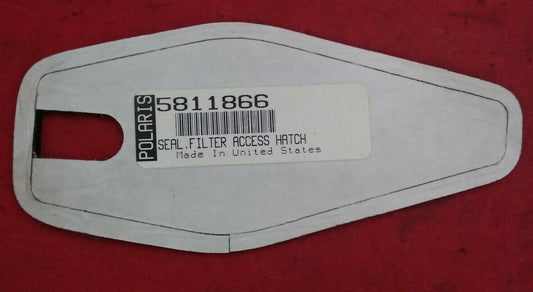 POLARIS
5811866
SEAL,FILTER ACCESS HATCH
Made In United States